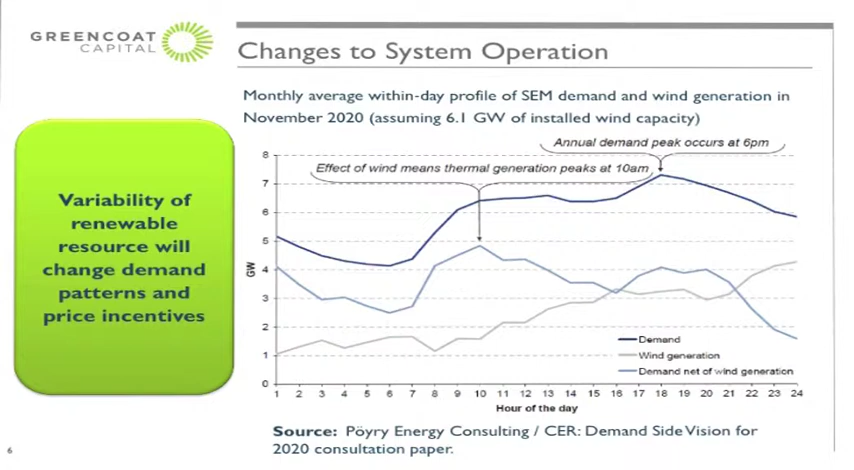 GREENCOAT
CAPITAL
Changes to System Operation
Monthly average within-day profile of SEM demand and wind generation in
November 2020 (assuming 6.1 GW of installed wind capacity)
Variability of
renewable
resource will
change demand
patterns and
price incentives
Annual demand peak occurs at 6pm
Effect of wind means thermal generation peaks at 10am
8
7
6
5
4
3
2
1
0
GW
Demand
Wind generation
Demand net of wind generation
1 2 3 4 5 6 7 8 9 10 11 12 13 14 15 16 17 18 19 20 21 22 23 24
Hour of the day
Source: Pöyry Energy Consulting / CER: Demand Side Vision for
2020 consultation paper.
6